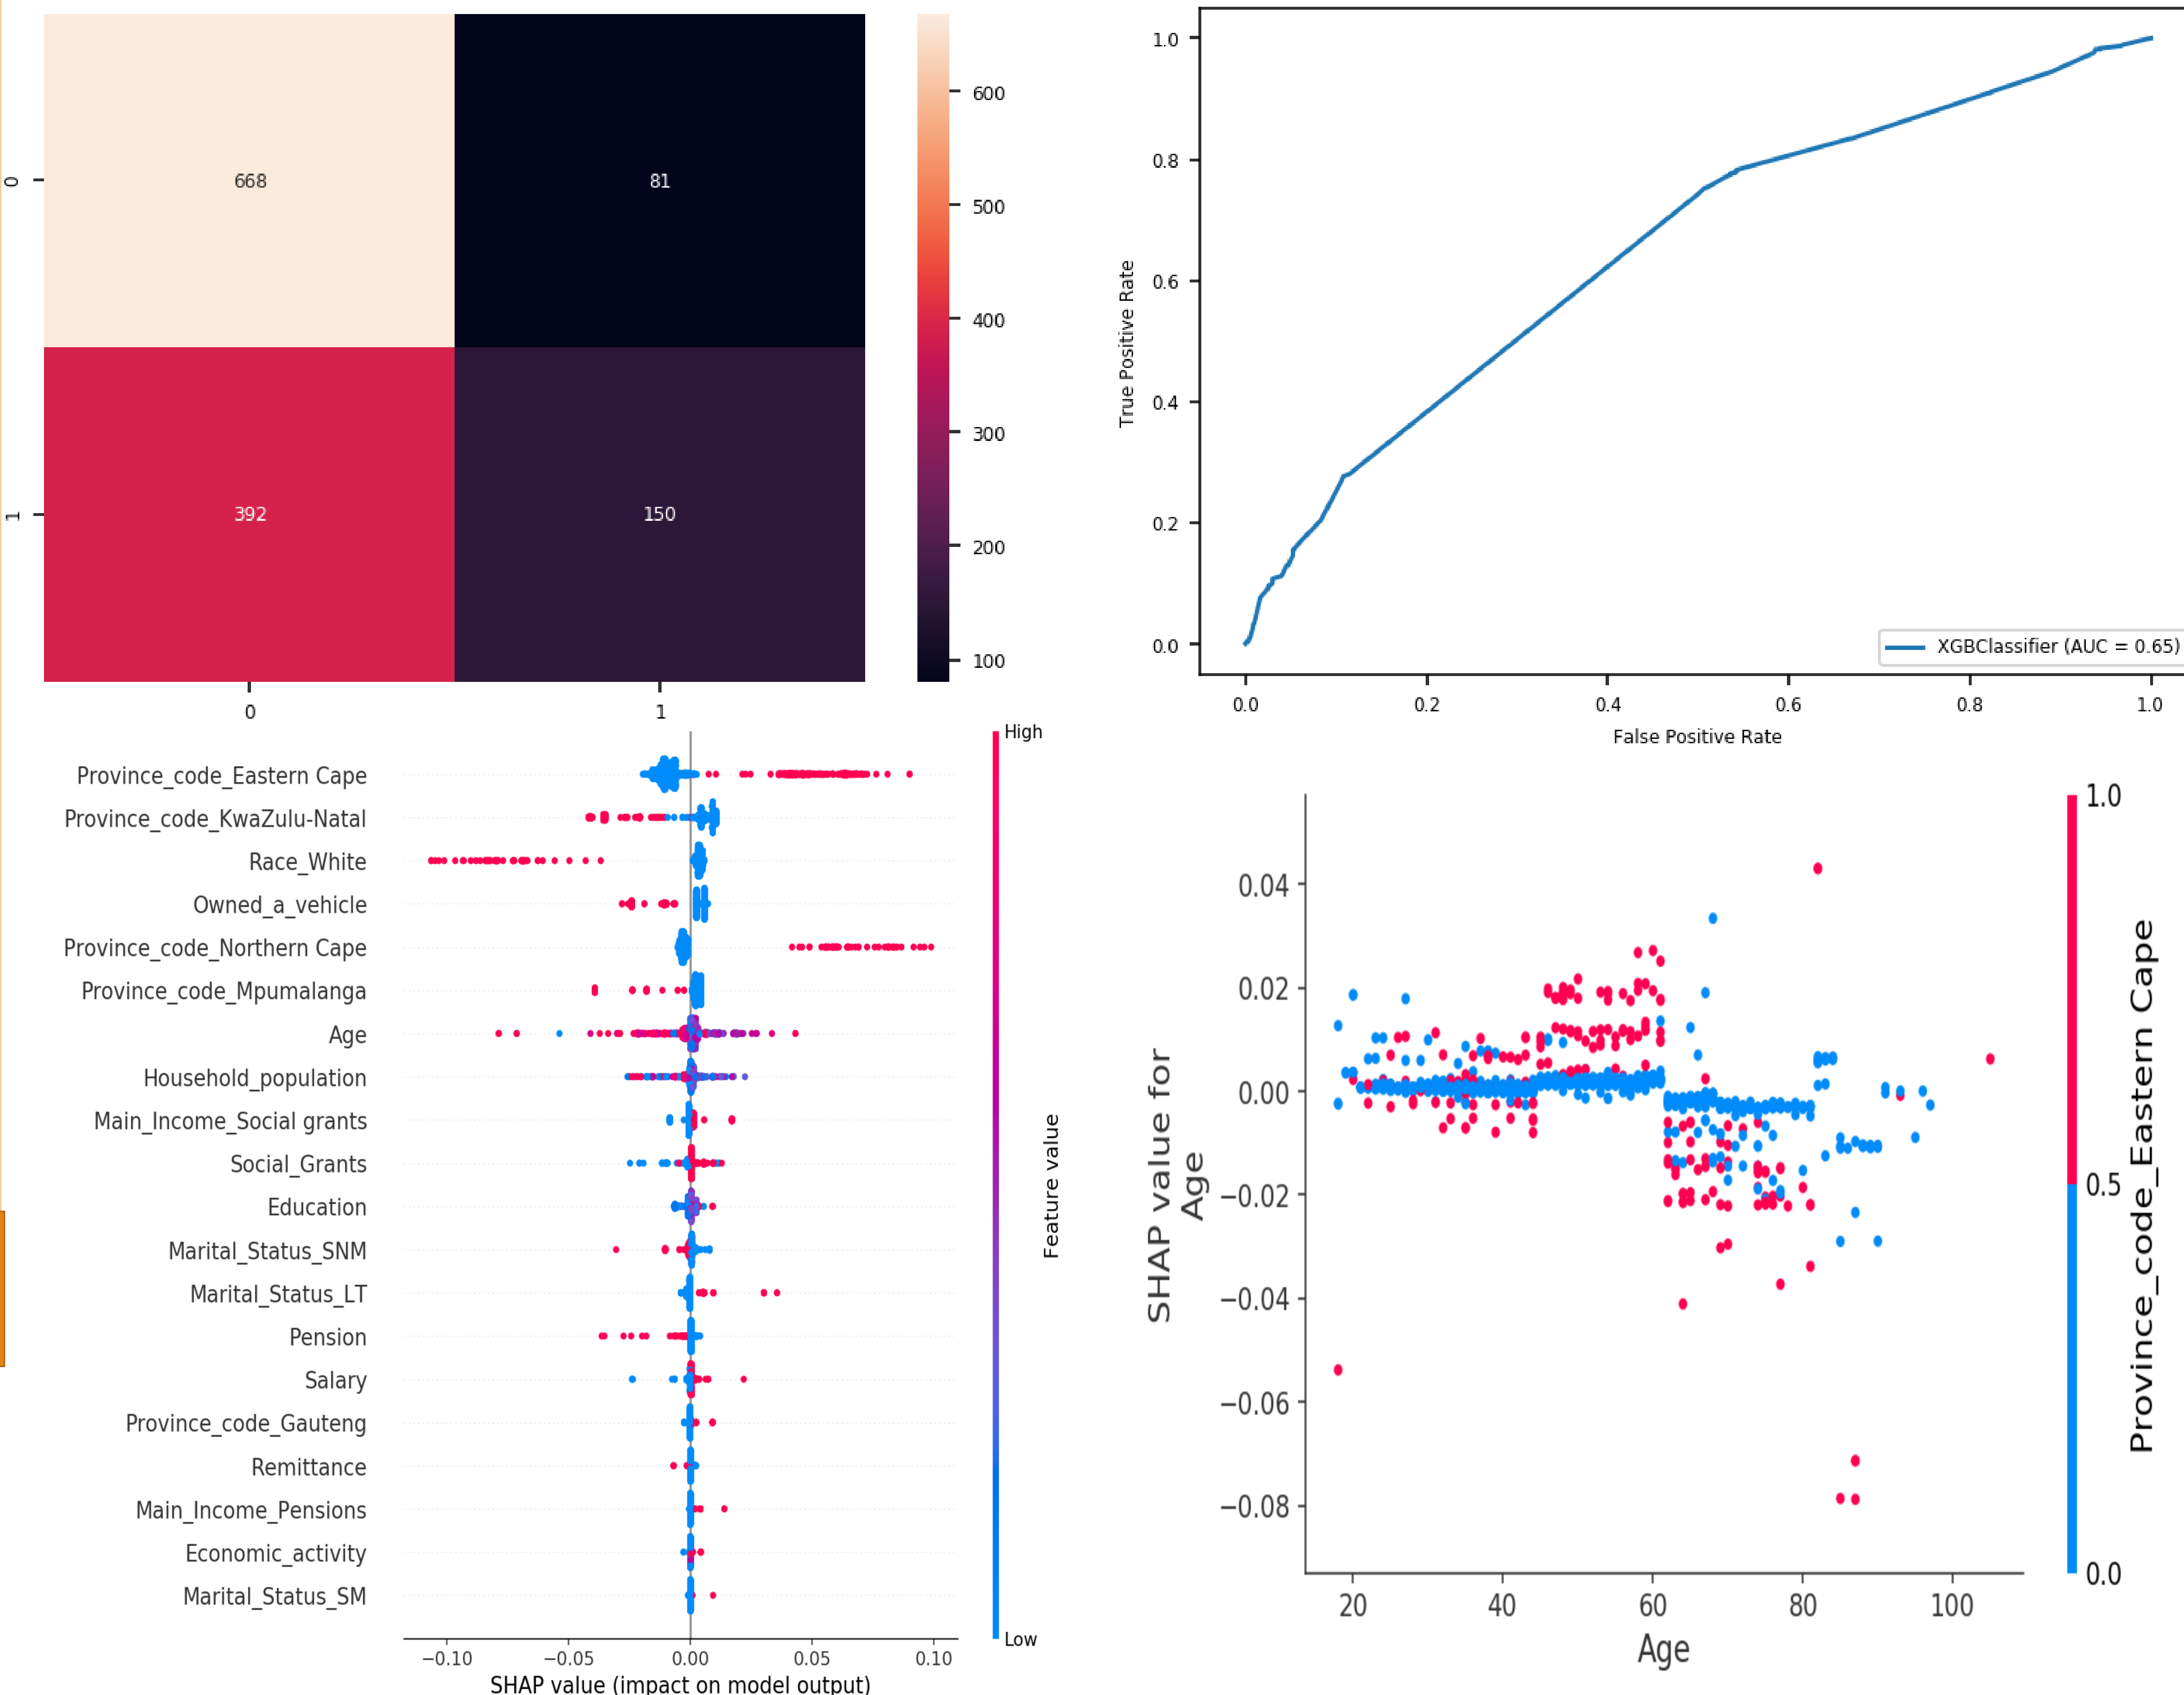 0
668
81
1
392
150
0
1
600
500
400
300
200
100
True Positive Rate
1.0
0.8
0.6
0.4
0.2
0.0
XGBClassifier (AUC = 0.65)
0.0
0.2
0.4
0.6
0.8
1.0
False Positive Rate
Province_code_Eastern Cape
Province_code_KwaZulu-Natal
Race_White
Owned_a_vehicle
Province_code_Northern Cape
Province_code_Mpumalanga
Age
Household_population
Main_Income_Social grants
Social_Grants
Education
Marital_Status_SNM
Marital_Status_LT
Pension
Salary
Province_code_Gauteng
Remittance
Main_Income_Pensions
Economic_activity
Marital_Status_SM
−0.10
−0.05
0.00
0.05
0.10
SHAP value (impact on model output)
High
Feature value
Low
SHAP value for
Age
0.04
0.02
0.00
−0.02
−0.04
−0.06
−0.08
20
40
60
80
100
Age
1.0
0.5
0.0
Province_code_Eastern Cape